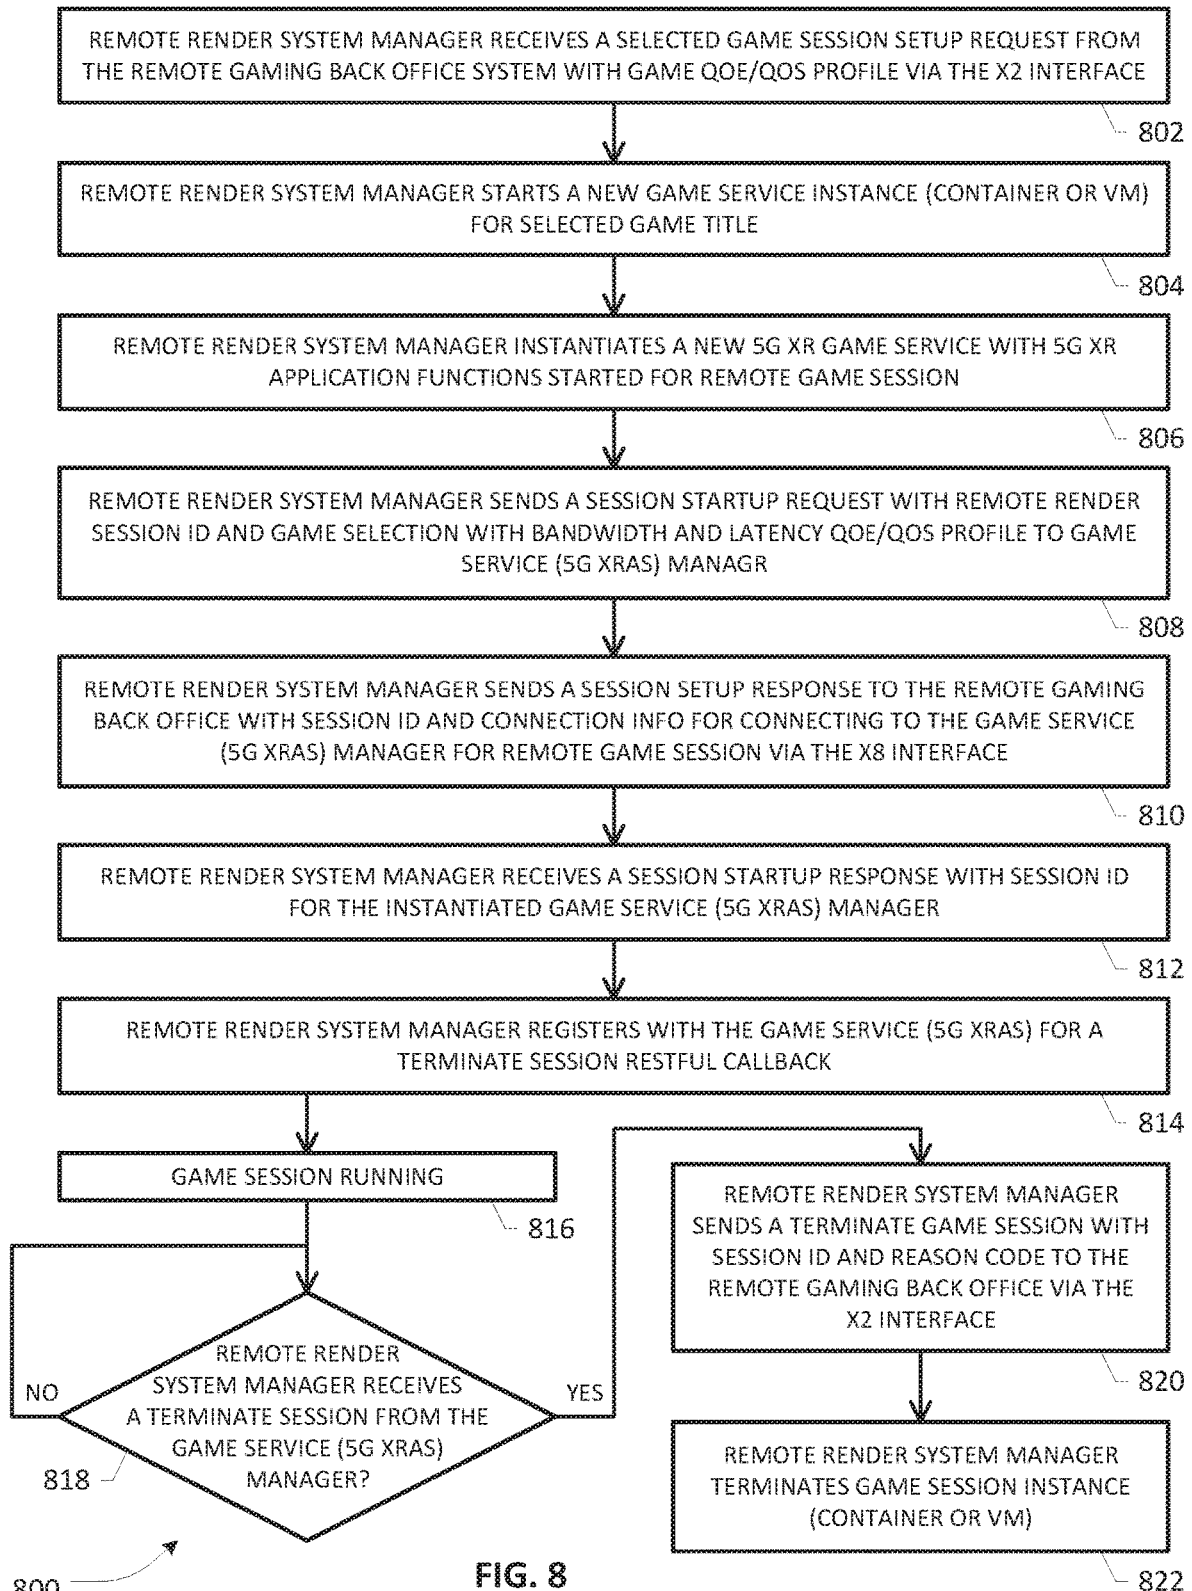 REMOTE RENDER SYSTEM MANAGER RECEIVES A SELECTED GAME SESSION SETUP REQUEST FROM
THE REMOTE GAMING BACK OFFICE SYSTEM WITH GAME QOE/QOS PROFILE VIA THE X2 INTERFACE
802
REMOTE RENDER SYSTEM MANAGER STARTS A NEW GAME SERVICE INSTANCE (CONTAINER OR VM)
FOR SELECTED GAME TITLE
804
REMOTE RENDER SYSTEM MANAGER INSTANTIATES A NEW 5G XR GAME SERVICE WITH 5G XR
APPLICATION FUNCTIONS STARTED FOR REMOTE GAME SESSION
806
REMOTE RENDER SYSTEM MANAGER SENDS A SESSION STARTUP REQUEST WITH REMOTE RENDER
SESSION ID AND GAME SELECTION WITH BANDWIDTH AND LATENCY QOE/QOS PROFILE TO GAME
SERVICE (5G XRAS) MANAGR
808
REMOTE RENDER SYSTEM MANAGER SENDS A SESSION SETUP RESPONSE TO THE REMOTE GAMING
BACK OFFICE WITH SESSION ID AND CONNECTION INFO FOR CONNECTING TO THE GAME SERVICE
(5G XRAS) MANAGER FOR REMOTE GAME SESSION VIA THE X8 INTERFACE
810
REMOTE RENDER SYSTEM MANAGER RECEIVES A SESSION STARTUP RESPONSE WITH SESSION ID
FOR THE INSTANTIATED GAME SERVICE (5G XRAS) MANAGER
812
REMOTE RENDER SYSTEM MANAGER REGISTERS WITH THE GAME SERVICE (5G XRAS) FOR A
TERMINATE SESSION RESTFUL CALLBACK
814
GAME SESSION RUNNING
816
REMOTE RENDER
SYSTEM MANAGER RECEIVES
A TERMINATE SESSION FROM THE
GAME SERVICE (5G XRAS)
MANAGER?
NO
YES
818
REMOTE RENDER SYSTEM MANAGER
SENDS A TERMINATE GAME SESSION WITH
SESSION ID AND REASON CODE TO THE
REMOTE GAMING BACK OFFICE VIA THE
X2 INTERFACE
820
REMOTE RENDER SYSTEM MANAGER
TERMINATES GAME SESSION INSTANCE
(CONTAINER OR VM)
822
800
FIG. 8